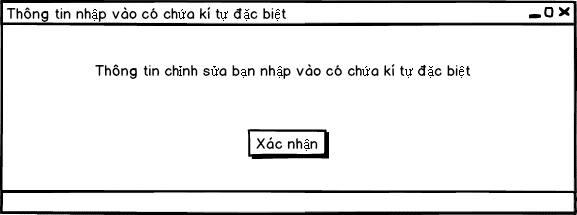 Thông tin nhập vào có chứa kí tự đặc biệt
Thông tin chỉnh sửa bạn nhập vào có chứa kí tự đặc biệt
Xác nhận